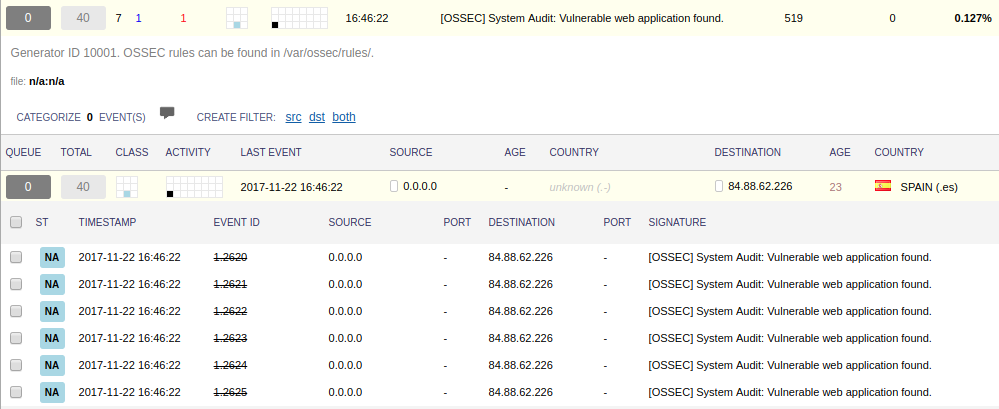 0 40 7 1 1 16:46:22 [OSSEC] System Audit: Vulnerable web application found. 519 0 0.127%
Generator ID 10001. OSSEC rules can be found in /var/ossec/rules/.
file: n/a:n/a
CATEGORIZE 0 EVENT(S) CREATE FILTER: src dst both
QUEUE TOTAL CLASS ACTIVITY LAST EVENT SOURCE AGE COUNTRY DESTINATION AGE COUNTRY
0 40 2017-11-22 16:46:22 0.0.0.0 - unknown (.-) 84.88.62.226 23 SPAIN (.es)
ST TIMESTAMP EVENT ID SOURCE PORT DESTINATION PORT SIGNATURE
NA 2017-11-22 16:46:22 1.2620 0.0.0.0 - 84.88.62.226 - [OSSEC] System Audit: Vulnerable web application found.
NA 2017-11-22 16:46:22 1.2621 0.0.0.0 - 84.88.62.226 - [OSSEC] System Audit: Vulnerable web application found.
NA 2017-11-22 16:46:22 1.2622 0.0.0.0 - 84.88.62.226 - [OSSEC] System Audit: Vulnerable web application found.
NA 2017-11-22 16:46:22 1.2623 0.0.0.0 - 84.88.62.226 - [OSSEC] System Audit: Vulnerable web application found.
NA 2017-11-22 16:46:22 1.2624 0.0.0.0 - 84.88.62.226 - [OSSEC] System Audit: Vulnerable web application found.
NA 2017-11-22 16:46:22 1.2625 0.0.0.0 - 84.88.62.226 - [OSSEC] System Audit: Vulnerable web application found.